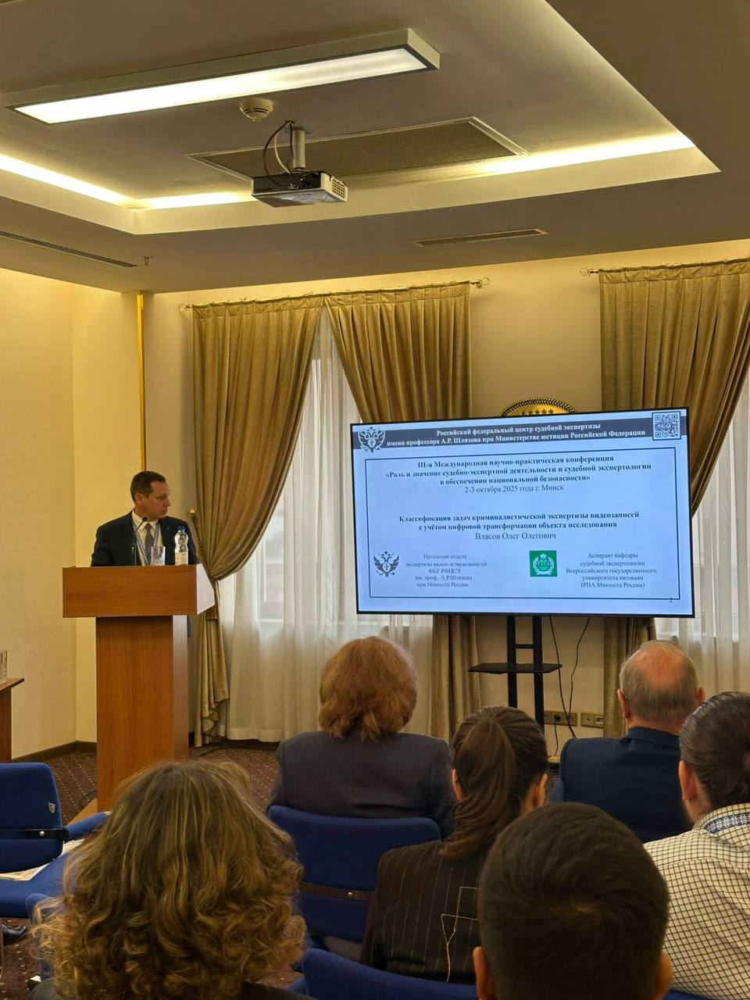 Российский федеральный центр судебной экспертизы
имени профессора А.Р. Шляхова при Министерстве юстиции Российской Федерации
III-я Международная научно-практическая конференция
«Роль и значение судебно-экспертной деятельности и судебной экспертологии
в обеспечении национальной безопасности»
2-3 октября 2025 года г. Минск
Классификация задач криминалистической экспертизы видеозаписей
с учётом цифровой трансформации объекта исследования
Власов Олег Олегович
Начальник отдела
экспертизы видео- и звукозаписей
ФБУ РФЦСЭ
им. проф. А.Р.Шляхова
при Минюсте России
Аспирант кафедры
судебной экспертологии
Всероссийского государственного
университета юстиции
(РПА Минюста России)
2